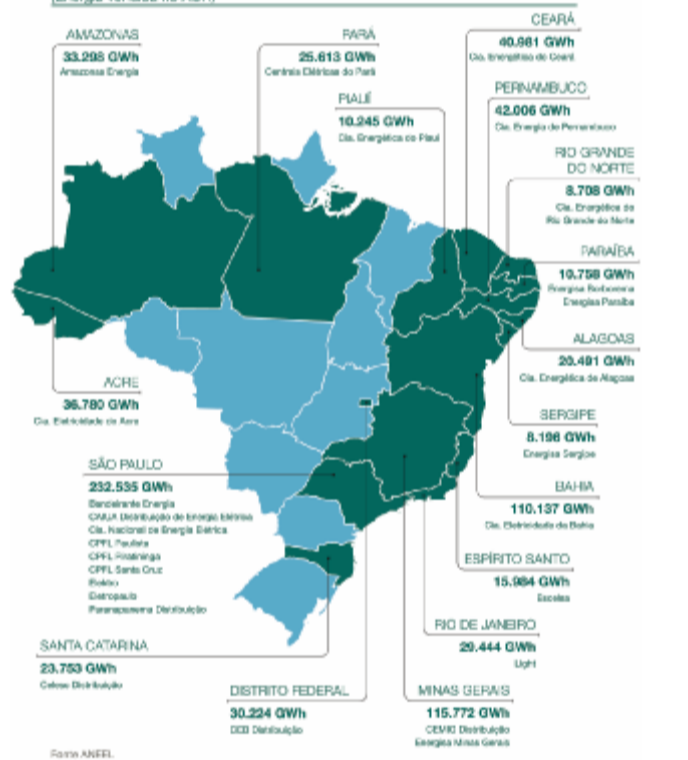 AMAZONAS
33.298 GWh
Amazonas Energia
PARÁ
25.613 GWh
Centrais Elétricas do Pará
PIAUÍ
10.245 GWh
Cia. Energética do Piauí
CEARÁ
40.981 GWh
Cia. Energética do Ceará
PERNAMBUCO
42.006 GWh
Cia. Energia de Pernambuco
RIO GRANDE
DO NORTE
8.708 GWh
Cia. Energética do
Rio Grande do Norte
PARAÍBA
10.758 GWh
Energisa Borborema
Energisa Paraíba
ALAGOAS
20.491 GWh
Cia. Energética de Alagoas
SERGIPE
8.196 GWh
Energisa Sergipe
BAHIA
110.137 GWh
Cia. Eletricidade da Bahia
ESPÍRITO SANTO
15.984 GWh
Escelsa
RIO DE JANEIRO
29.444 GWh
Light
MINAS GERAIS
115.772 GWh
CEMIG Distribuição
Energisa Minas Gerais
DISTRITO FEDERAL
30.224 GWh
CEB Distribuição
SANTA CATARINA
23.753 GWh
Celesc Distribuição
SÃO PAULO
232.535 GWh
Bandeirante Energia
CAIUÁ Distribuição de Energia Elétrica
Cia. Nacional de Energia Elétrica
CPFL Paulista
CPFL Piratininga
CPFL Santa Cruz
Elektro
Eletropaulo
Paranapanema Distribuição
ACRE
36.780 GWh
Cia. Eletricidade do Acre
Fonte ANEEL